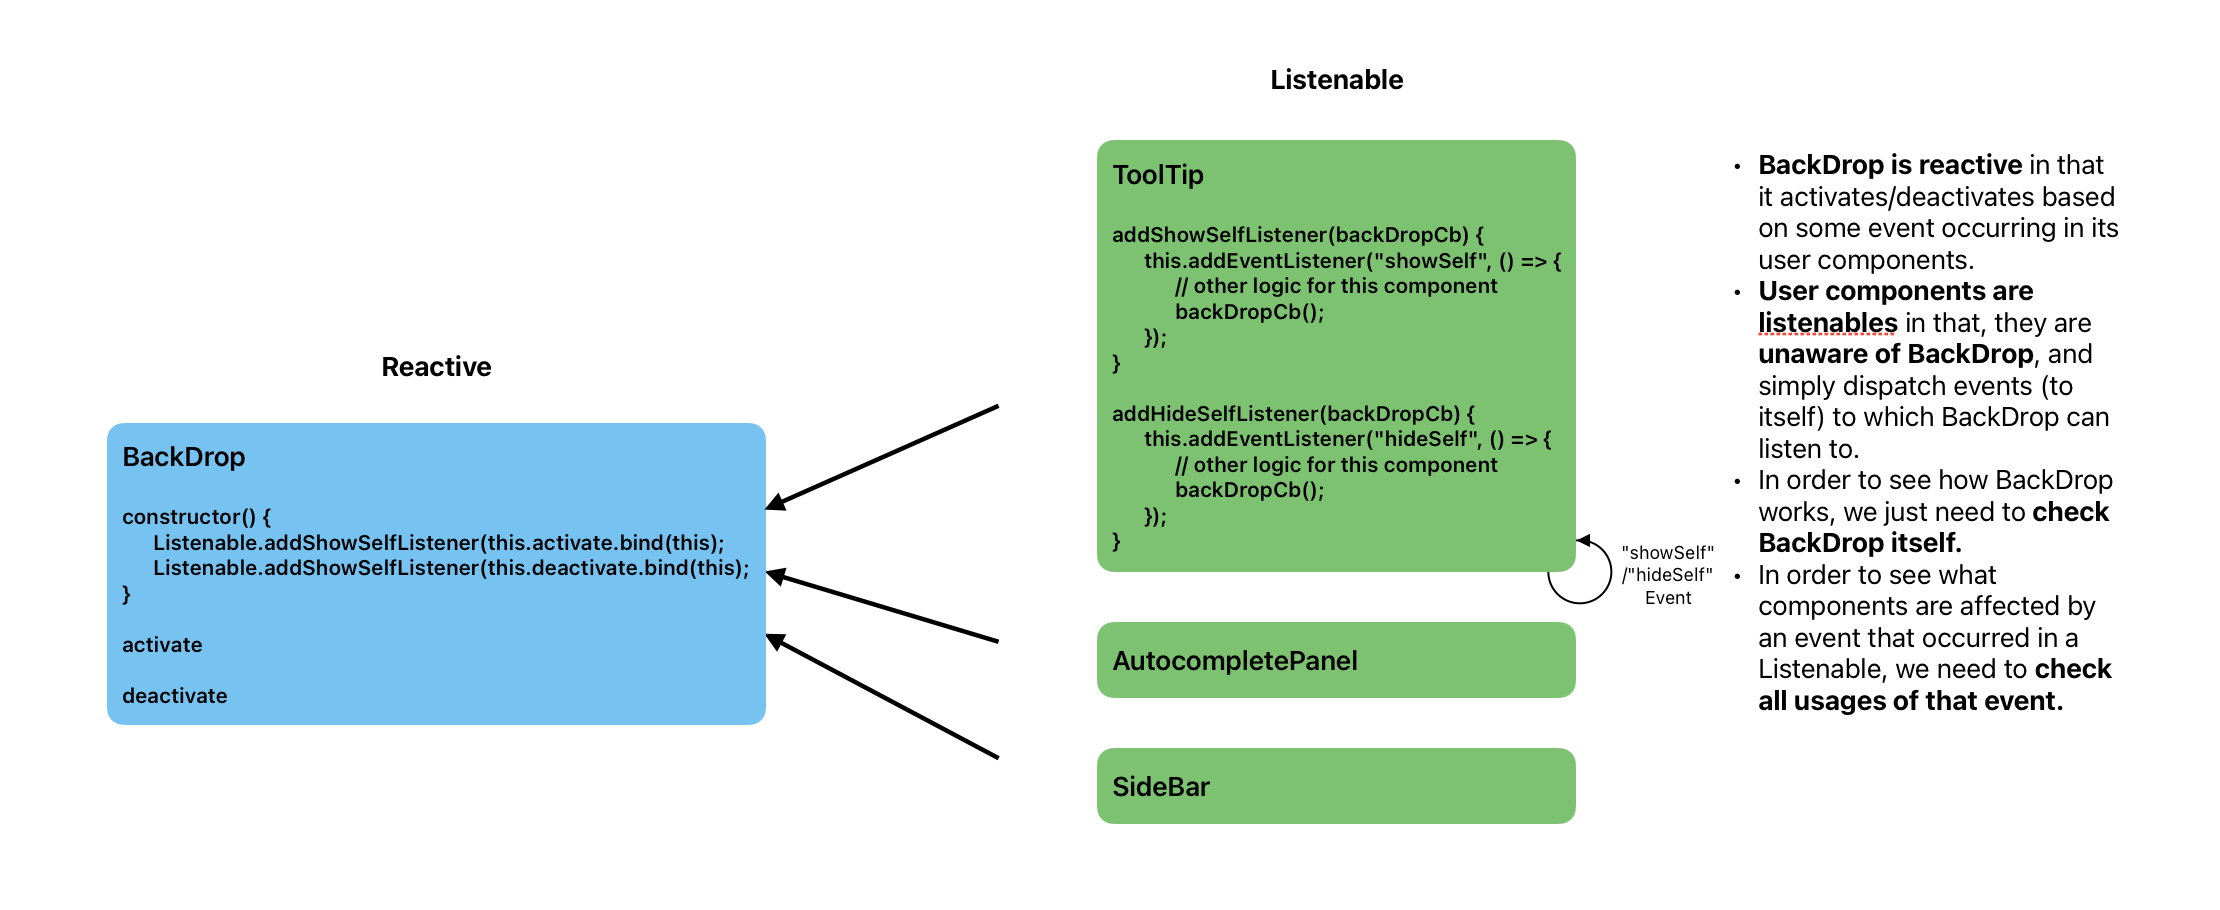 Reactive
BackDrop
constructor() {
Listenable.addShowSelfListener(this.activate.bind(this);
Listenable.addShowSelfListener(this.deactivate.bind(this);
}
activate
deactivate
Listenable
ToolTip
addShowSelfListener(backDropCb) {
this.addEventListener("showSelf", () => {
// other logic for this component
backDropCb();
});
}
addHideSelfListener(backDropCb) {
this.addEventListener("hideSelf", () => {
// other logic for this component
backDropCb();
});
}
"showSelf"
/"hideSelf"
Event
AutocompletePanel
SideBar
• BackDrop is reactive in that
it activates/deactivates based
on some event occurring in its
user components.
• User components are
listenables in that, they are
unaware of BackDrop, and
simply dispatch events (to
itself) to which BackDrop can
listen to.
• In order to see how BackDrop
works, we just need to check
BackDrop itself.
• In order to see what
components are affected by
an event that occurred in a
Listenable, we need to check
all usages of that event.